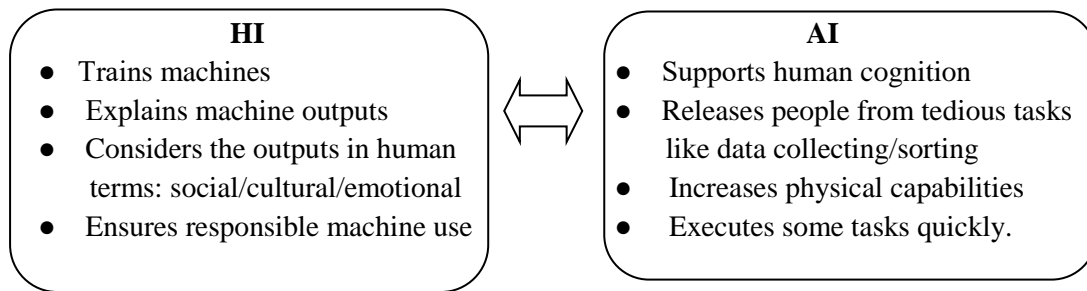 HI
● Trains machines
● Explains machine outputs
● Considers the outputs in human
terms: social/cultural/emotional
● Ensures responsible machine use
AI
● Supports human cognition
● Releases people from tedious tasks
like data collecting/sorting
● Increases physical capabilities
● Executes some tasks quickly.